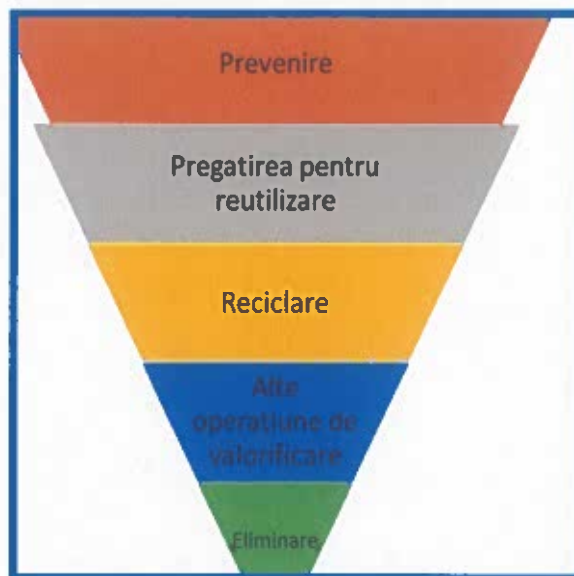 Prevenire
Pregatirea pentru
reutilizare
Reciclare
Alte
operatiune de
valorificare
Eliminare